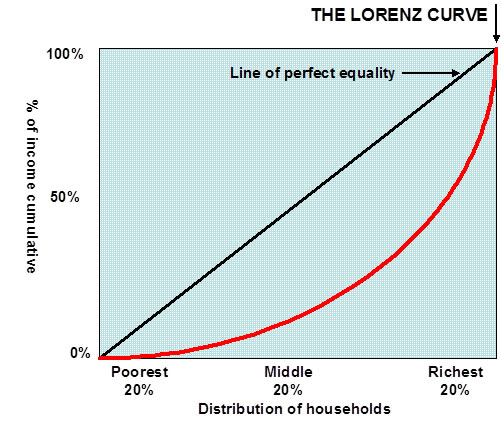 THE LORENZ CURVE
100%
Line of perfect equality
% of income cumulative
50%
0%
Poorest
20%
Middle
20%
Richest
20%
Distribution of households